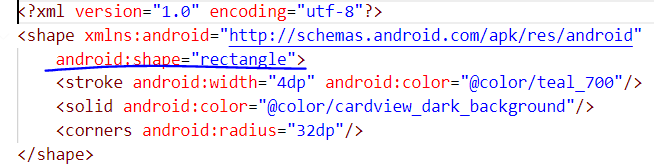 <?xml version="1.0" encoding="utf-8"?>
<shape xmlns:android="http://schemas.android.com/apk/res/android"
    android:shape="rectangle">
    <stroke android:width="4dp" android:color="@color/teal_700"/>
    <solid android:color="@color/cardview_dark_background"/>
    <corners android:radius="32dp"/>
</shape>